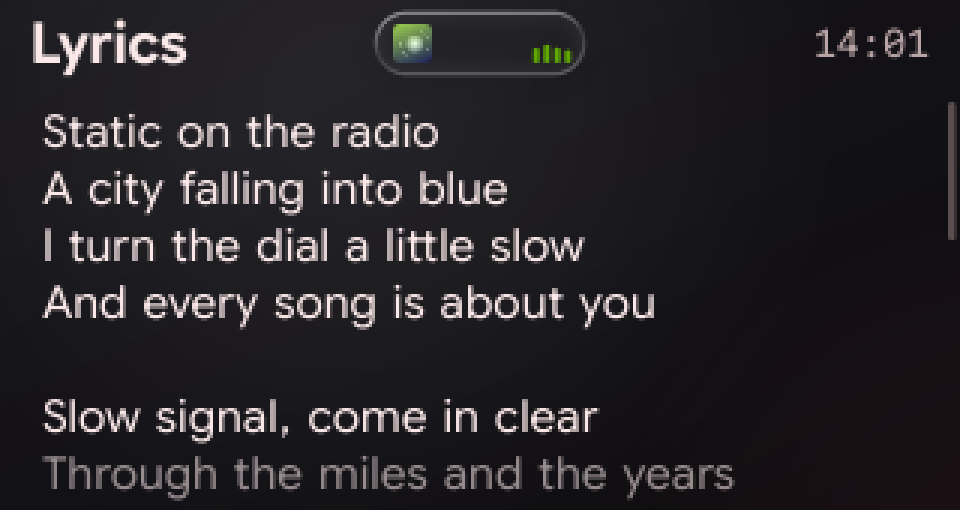 Lyrics
14:01
Static on the radio
A city falling into blue
I turn the dial a little slow
And every song is about you
Slow signal, come in clear
Through the miles and the years